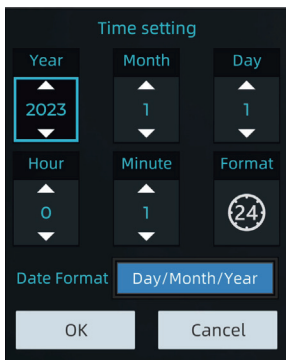 Time setting
Year Month Day
2023 1 1
Hour Minute Format
0 1 24
Date Format Day/Month/Year
OK Cancel